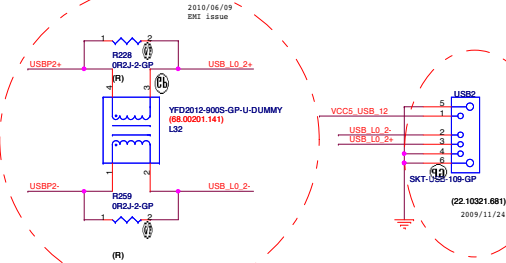 2010/06/09
EMI issue
1 2
R228
0R2J-2-GP
USBP2+
USB_L0_2+
(R)
4 3
YFD2012-900S-GP-U-DUMMY
(68.00201.141)
L32
1 2
USBP2-
USB_L0_2-
R259
0R2J-2-GP
1 2
(R)
USB2
5
VCC5_USB_12
1
USB_L0_2-
2
USB_L0_2+
3
4
6
SKT-USB-109-GP
(22.10321.681)
2009/11/24